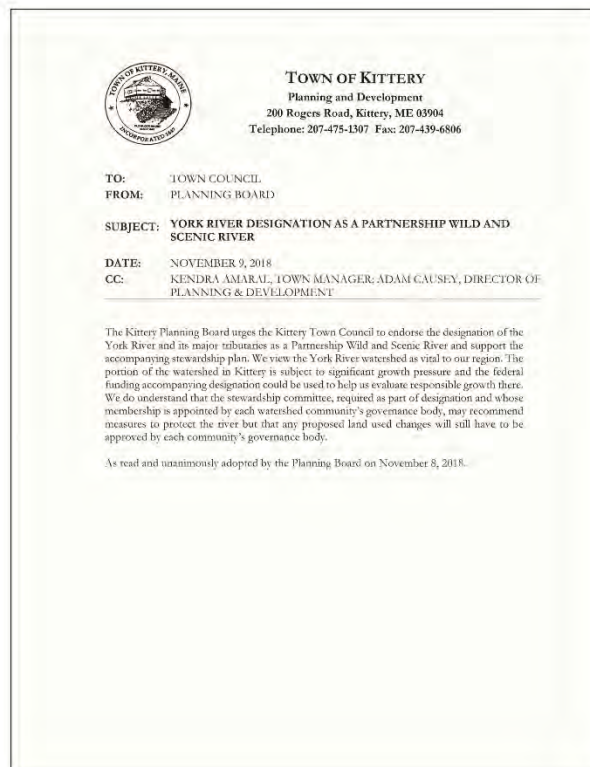 TOWN OF KITTERY, MAINE
INCORPORATED 1647
TOWN OF KITTERY
Planning and Development
200 Rogers Road, Kittery, ME 03904
Telephone: 207-475-1307 Fax: 207-439-6806
TO: TOWN COUNCIL
FROM: PLANNING BOARD
SUBJECT: YORK RIVER DESIGNATION AS A PARTNERSHIP WILD AND
SCENIC RIVER
DATE: NOVEMBER 9, 2018
CC: KENDRA AMARAL, TOWN MANAGER; ADAM CAUSEY, DIRECTOR OF
PLANNING & DEVELOPMENT
The Kittery Planning Board urges the Kittery Town Council to endorse the designation of the
York River and its major tributaries as a Partnership Wild and Scenic River and support the
accompanying stewardship plan. We view the York River watershed as vital to our region. The
portion of the watershed in Kittery is subject to significant growth pressure and the federal
funding accompanying designation could be used to help us evaluate responsible growth there.
We do understand that the stewardship committee, required as part of designation and whose
membership is appointed by each watershed community's governance body, may recommend
measures to protect the river but that any proposed land used changes will still have to be
approved by each community's governance body.
As read and unanimously adopted by the Planning Board on November 8, 2018.